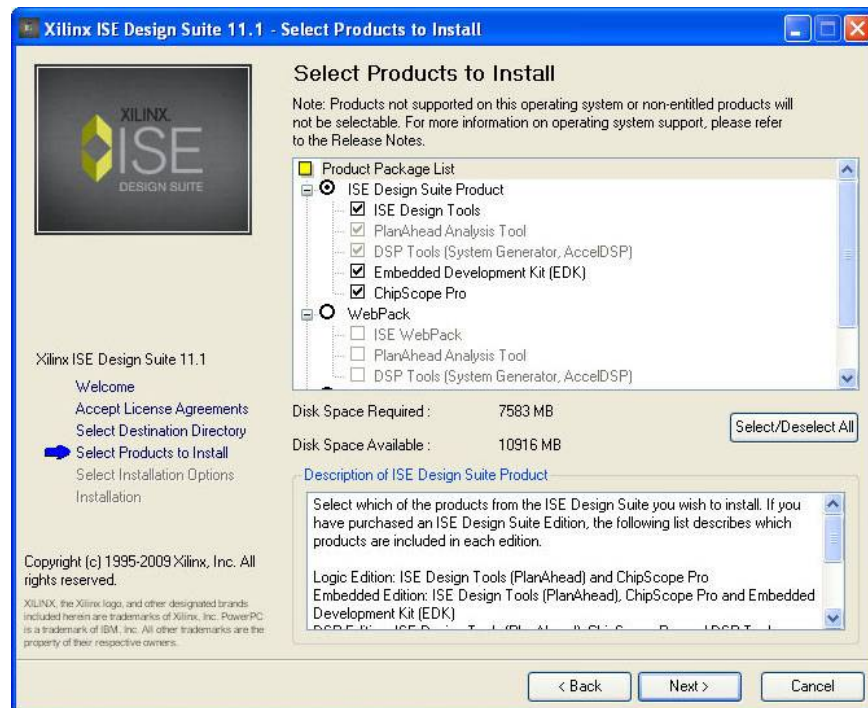 Xilinx ISE Design Suite 11.1 - Select Products to Install
XILINX
ISE
DESIGN SUITE
Xilinx ISE Design Suite 11.1
Welcome
Accept License Agreements
Select Destination Directory
Select Products to Install
Select Installation Options
Installation
Copyright (c) 1995-2009 Xilinx, Inc. All
rights reserved.
XILINX, the Xilinx logo, and other designated brands
included herein are trademarks of Xilinx, Inc. PowerPC
is a trademark of IBM, Inc. All other trademarks are the
property of their respective owners.
Select Products to Install
Note: Products not supported on this operating system or non-entitled products will
not be selectable. For more information on operating system support, please refer
to the Release Notes.
Product Package List
ISE Design Suite Product
ISE Design Tools
PlanAhead Analysis Tool
DSP Tools (System Generator, AccelDSP)
Embedded Development Kit (EDK)
ChipScope Pro
WebPack
ISE WebPack
PlanAhead Analysis Tool
DSP Tools (System Generator, AccelDSP)
Disk Space Required : 7583 MB
Select/Deselect All
Disk Space Available : 10916 MB
Description of ISE Design Suite Product
Select which of the products from the ISE Design Suite you wish to install. If you
have purchased an ISE Design Suite Edition, the following list describes which
products are included in each edition.
Logic Edition: ISE Design Tools (PlanAhead) and ChipScope Pro
Embedded Edition: ISE Design Tools (PlanAhead), ChipScope Pro and Embedded
Development Kit (EDK)
< Back
Next >
Cancel